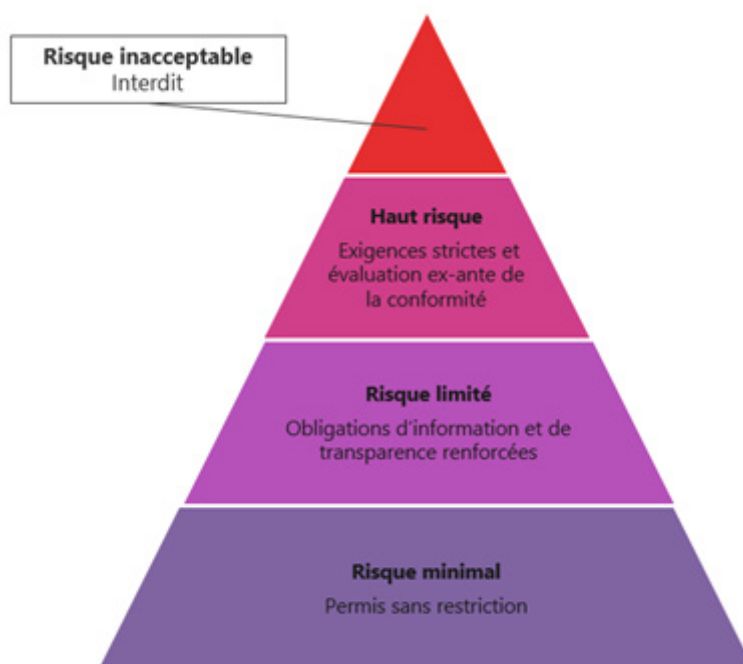 Risque inacceptable
Interdit
Haut risque
Exigences strictes et
évaluation ex-ante de
la conformité
Risque limité
Obligations d'information et de
transparence renforcées
Risque minimal
Permis sans restriction